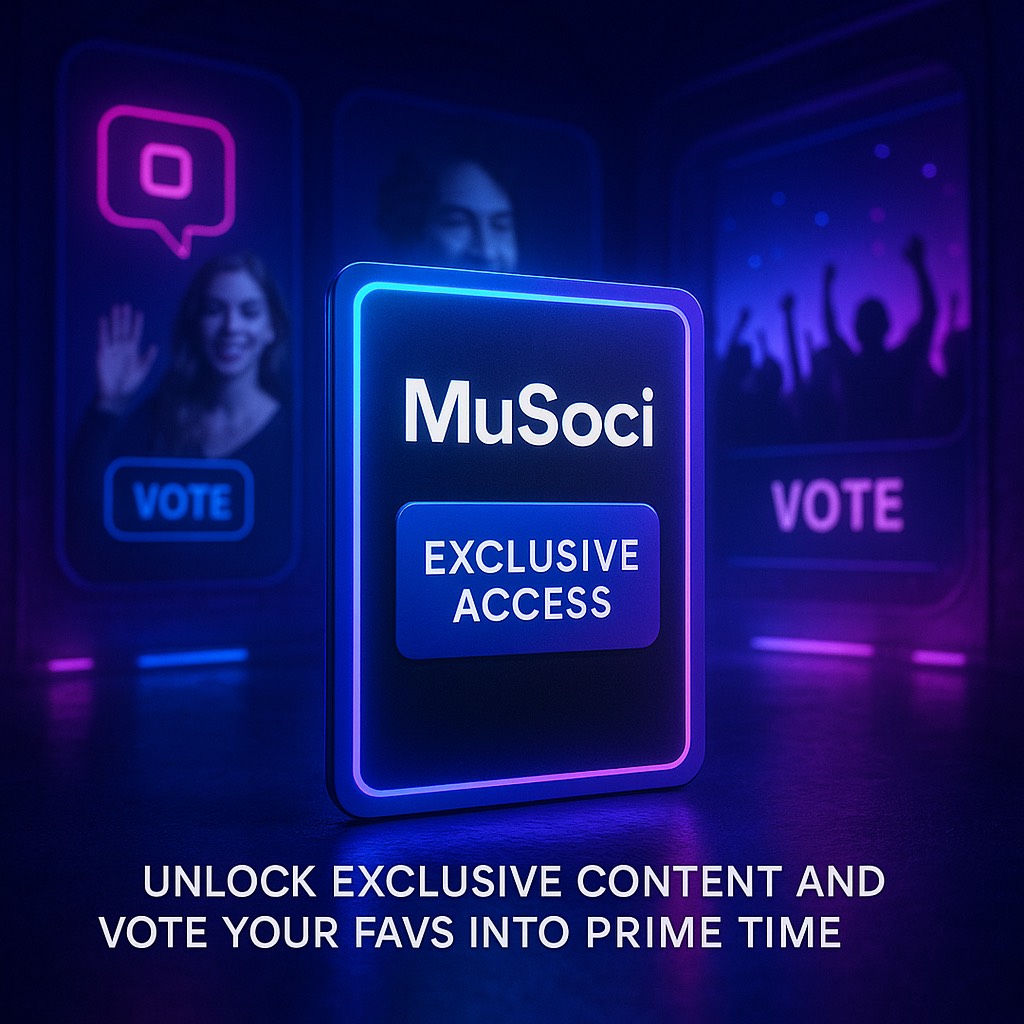 VOTE
MuSoci
EXCLUSIVE
ACCESS
VOTE
UNLOCK EXCLUSIVE CONTENT AND
VOTE YOUR FAVS INTO PRIME TIME